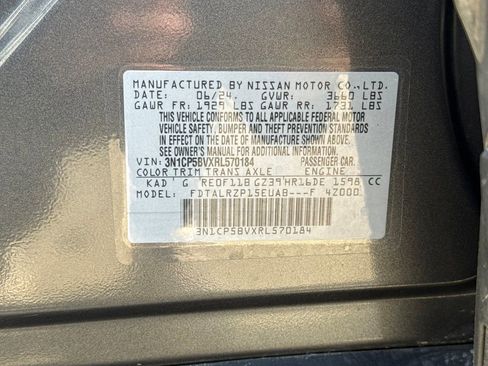 MANUFACTURED BY NISSAN MOTOR CO.,LTD.
DATE: 06/24 GVWR: 3660 LBS
GAWR FR: 1929 LBS GAWR RR: 1731 LBS
THIS VEHICLE CONFORMS TO ALL APPLICABLE FEDERAL MOTOR
VEHICLE SAFETY, BUMPER AND THEFT PREVENTION STANDARDS
IN EFFECT ON THE DATE OF MANUFACTURE SHOWN ABOVE.
SEE OWNER'S MANUAL FOR MORE INFORMATION
VIN: 3N1CP5BVXRL570184 PASSENGER CAR.
COLOR TRIM TRANS AXLE ENGINE
KAD G RE0F11B GZ39 HR16DE 1598 CC
MODEL: FDTALRZP15EUA8---F 4Z000
3N1CP5BVXRL570184